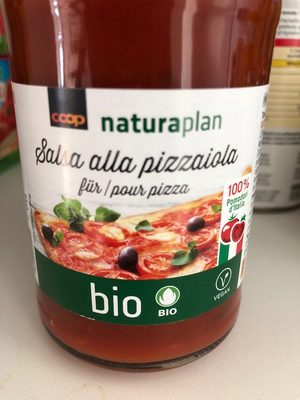 coop
naturaplan
Salsa alla pizzaiola
für/pour pizza
100%
Pomodori
d'Italia
bio
BIO
VEGAN